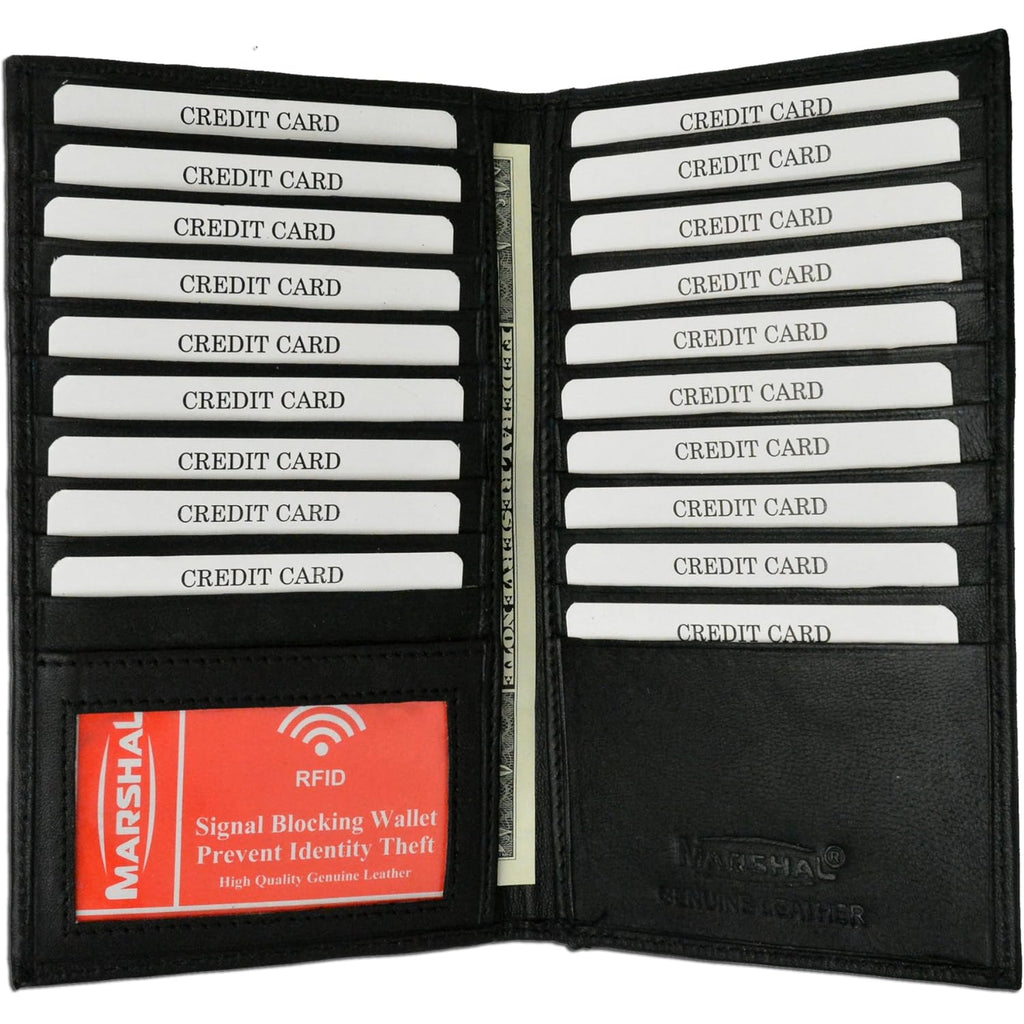 CREDIT CARD
CREDIT CARD
CREDIT CARD
CREDIT CARD
CREDIT CARD
CREDIT CARD
CREDIT CARD
CREDIT CARD
CREDIT CARD
MARSHAL
RFID
Signal Blocking Wallet
Prevent Identity Theft
High Quality Genuine Leather
FEDERAL RESERVE NOTE
CREDIT CARD
CREDIT CARD
CREDIT CARD
CREDIT CARD
CREDIT CARD
CREDIT CARD
CREDIT CARD
CREDIT CARD
CREDIT CARD
CREDIT CARD
MARSHAL®
GENUINE LEATHER